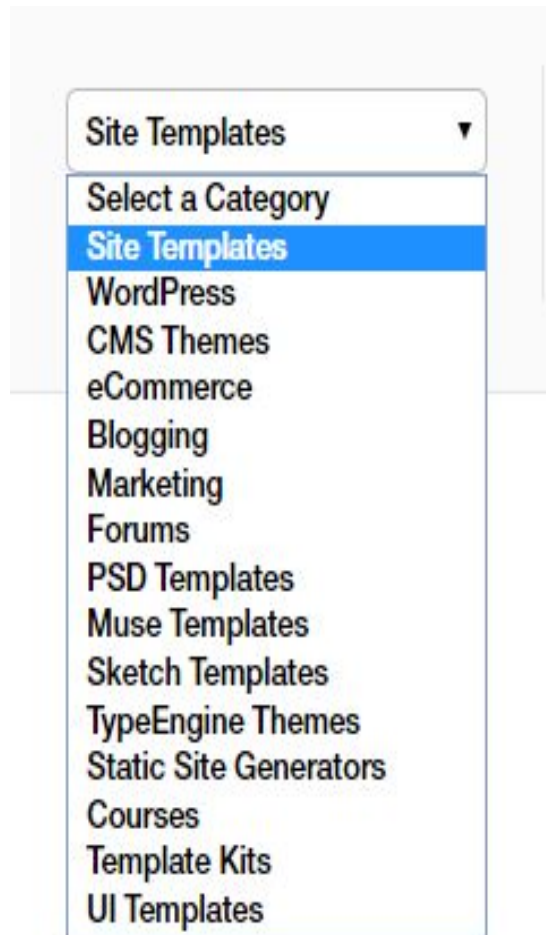 Site Templates
Select a Category
Site Templates
WordPress
CMS Themes
eCommerce
Blogging
Marketing
Forums
PSD Templates
Muse Templates
Sketch Templates
TypeEngine Themes
Static Site Generators
Courses
Template Kits
UI Templates